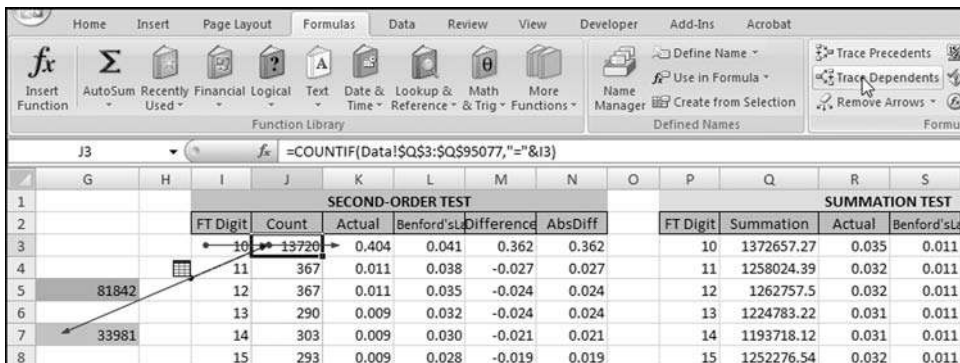 Home Insert Page Layout Formulas Data Review View Developer Add-Ins Acrobat
fx Σ ? A θ Define Name Trace Precedents
Insert AutoSum Recently Financial Logical Text Date & Lookup & Math More Name fx Use in Formula Trace Dependents
Function Used Time Reference & Trig Functions Manager Create from Selection Remove Arrows
Function Library Defined Names Formu
J3 fx =COUNTIF(Data!$Q$3:$Q$95077,"="&I3)
G H I J K L M N O P Q R S
1 SECOND-ORDER TEST SUMMATION TEST
2 FT Digit Count Actual Benford'sLa Difference AbsDiff FT Digit Summation Actual Benford'sLa
3 10 13720 0.404 0.041 0.362 0.362 10 1372657.27 0.035 0.011
4 11 367 0.011 0.038 -0.027 0.027 11 1258024.39 0.032 0.011
5 81842 12 367 0.011 0.035 -0.024 0.024 12 1262757.5 0.032 0.011
6 13 290 0.009 0.032 -0.024 0.024 13 1224783.22 0.031 0.011
7 33981 14 303 0.009 0.030 -0.021 0.021 14 1193718.12 0.031 0.011
8 15 293 0.009 0.028 -0.019 0.019 15 1252276.54 0.032 0.011